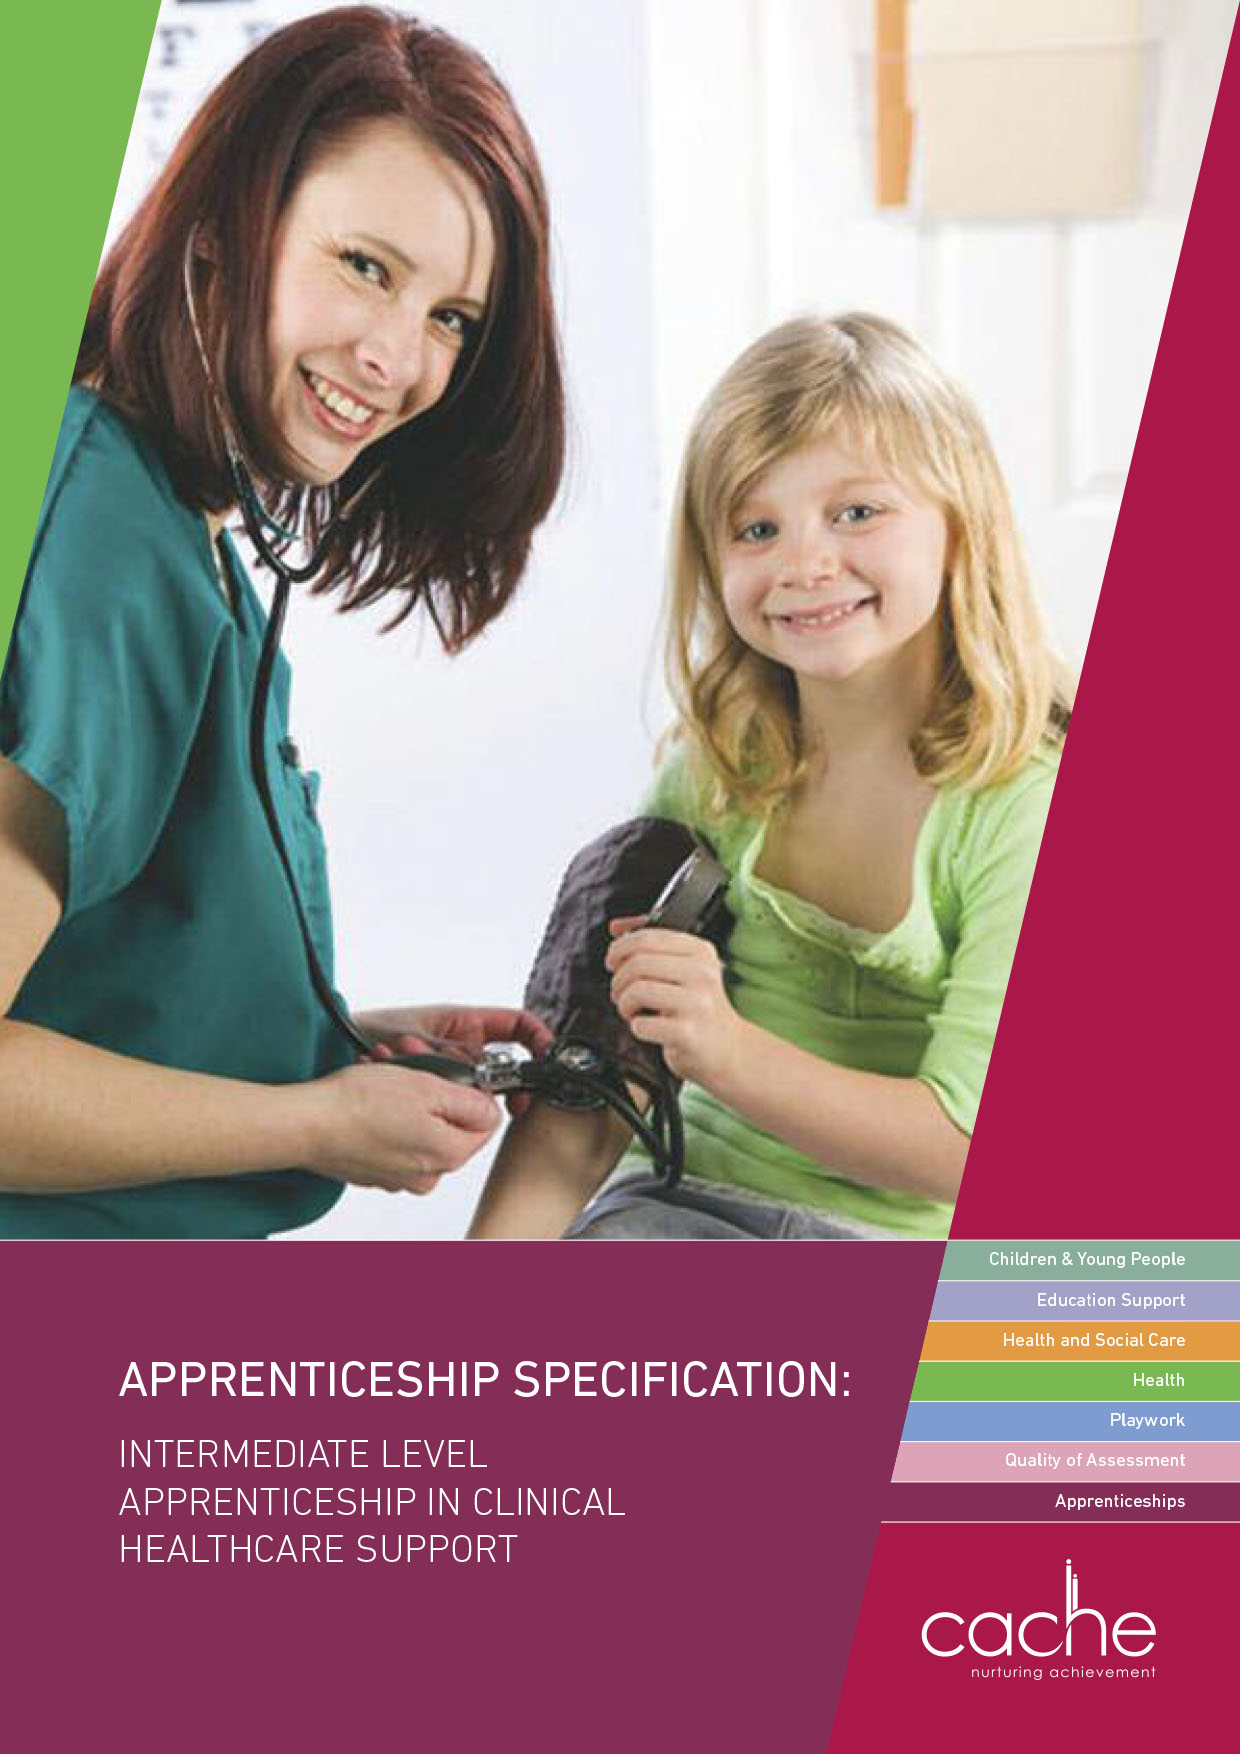 APPRENTICESHIP SPECIFICATION:
INTERMEDIATE LEVEL
APPRENTICESHIP IN CLINICAL
HEALTHCARE SUPPORT
Children & Young People
Education Support
Health and Social Care
Health
Playwork
Quality of Assessment
Apprenticeships
cache
nurturing achievement